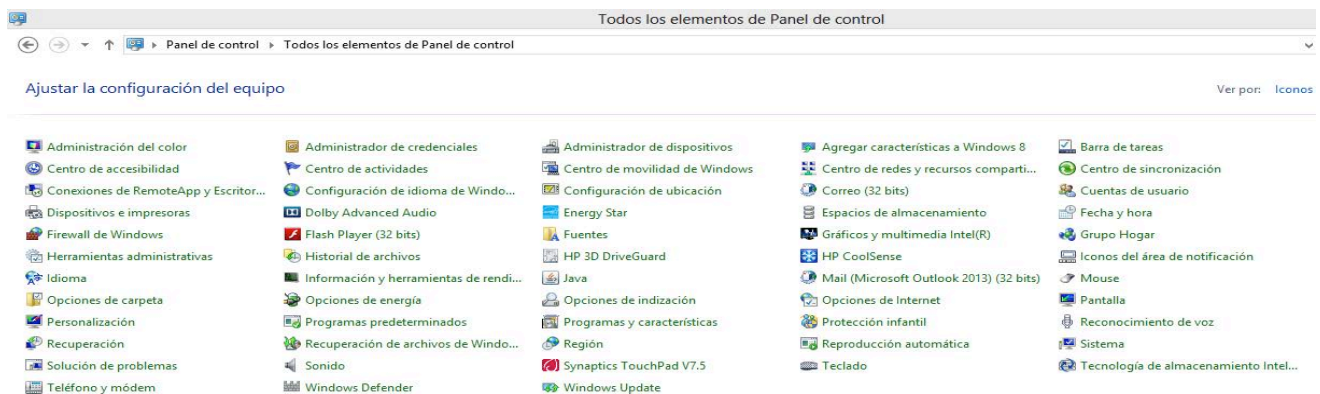 Todos los elementos de Panel de control
Panel de control Todos los elementos de Panel de control
Ajustar la configuración del equipo
Ver por: Iconos
Administración del color Administrador de credenciales Administrador de dispositivos Agregar características a Windows 8 Barra de tareas
Centro de accesibilidad Centro de actividades Centro de movilidad de Windows Centro de redes y recursos comparti... Centro de sincronización
Conexiones de RemoteApp y Escritor... Configuración de idioma de Windo... Configuración de ubicación Correo (32 bits) Cuentas de usuario
Dispositivos e impresoras Dolby Advanced Audio Energy Star Espacios de almacenamiento Fecha y hora
Firewall de Windows Flash Player (32 bits) Fuentes Gráficos y multimedia Intel(R) Grupo Hogar
Herramientas administrativas Historial de archivos HP 3D DriveGuard HP CoolSense Iconos del área de notificación
Idioma Información y herramientas de rendi... Java Mail (Microsoft Outlook 2013) (32 bits) Mouse
Opciones de carpeta Opciones de energía Opciones de indización Opciones de Internet Pantalla
Personalización Programas predeterminados Programas y características Protección infantil Reconocimiento de voz
Recuperación Recuperación de archivos de Windo... Región Reproducción automática Sistema
Solución de problemas Sonido Synaptics TouchPad V7.5 Teclado Tecnología de almacenamiento Intel...
Teléfono y módem Windows Defender Windows Update